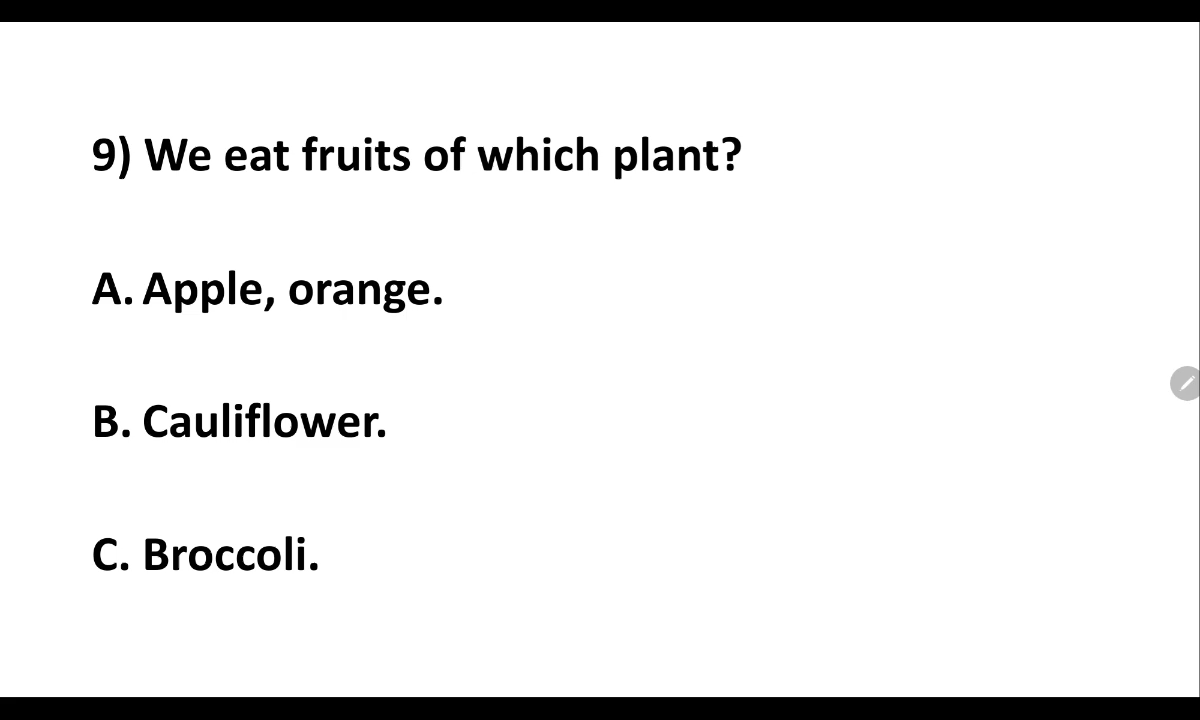 9) We eat fruits of which plant?
A. Apple, orange.
B. Cauliflower.
C. Broccoli.